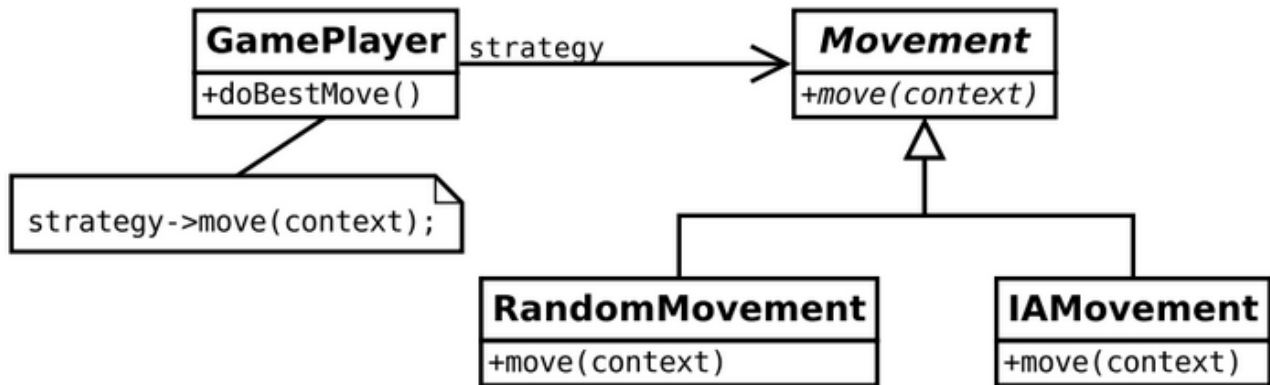 GamePlayer
+doBestMove()
strategy
Movement
+move(context)
strategy->move(context);
RandomMovement
+move(context)
IAMovement
+move(context)